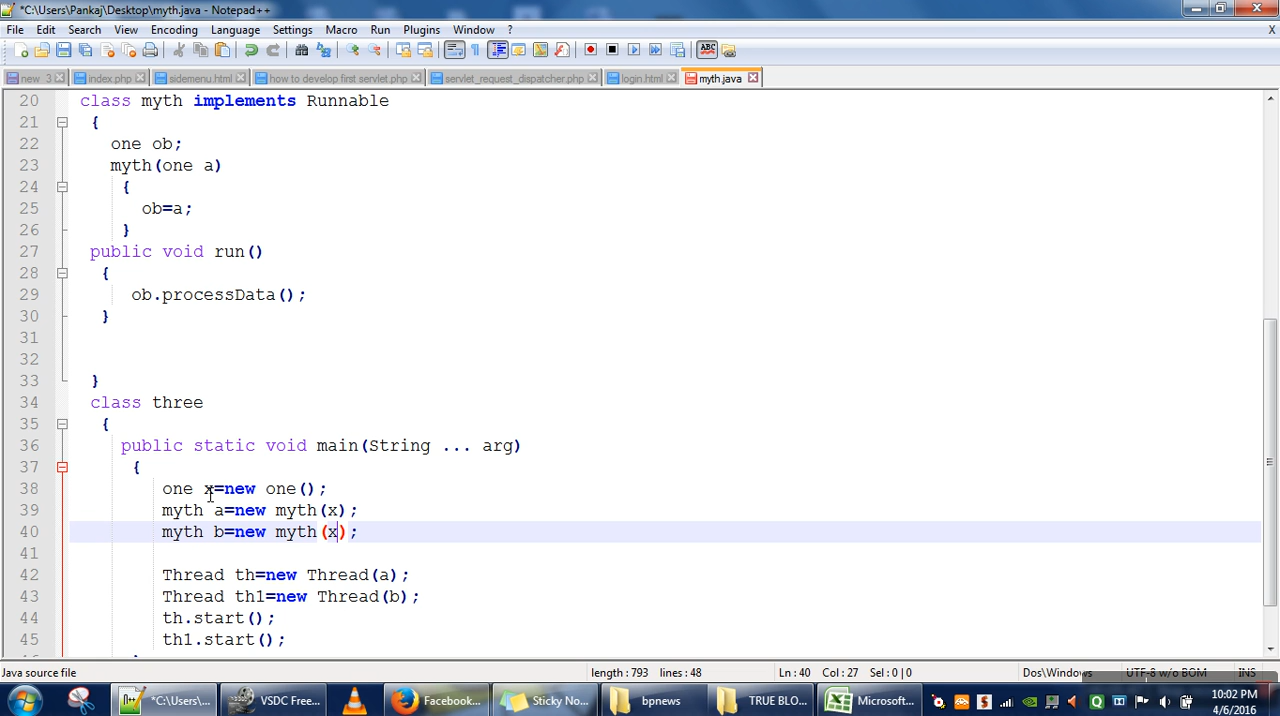 *C:\Users\Pankaj\Desktop\myth.java - Notepad++
File Edit Search View Encoding Language Settings Macro Run Plugins Window ? X
new 3 index.php sidemenu.html how to develop first servlet.php servlet_request_dispatcher.php login.html myth.java
20 class myth implements Runnable
21 {
22 one ob;
23 myth(one a)
24 {
25 ob=a;
26 }
27 public void run()
28 {
29 ob.processData();
30 }
31
32
33 }
34 class three
35 {
36 public static void main(String ... arg)
37 {
38 one x=new one();
39 myth a=new myth(x);
40 myth b=new myth(x);
41
42 Thread th=new Thread(a);
43 Thread th1=new Thread(b);
44 th.start();
45 th1.start();
Java source file length : 793 lines : 48 Ln : 40 Col : 27 Sel : 0 | 0 Dos\Windows UTF-8 w/o BOM INS
*C:\Users\... VSDC Free... Facebook... Sticky No... bpnews TRUE BLO... Microsoft... 10:02 PM
4/6/2016